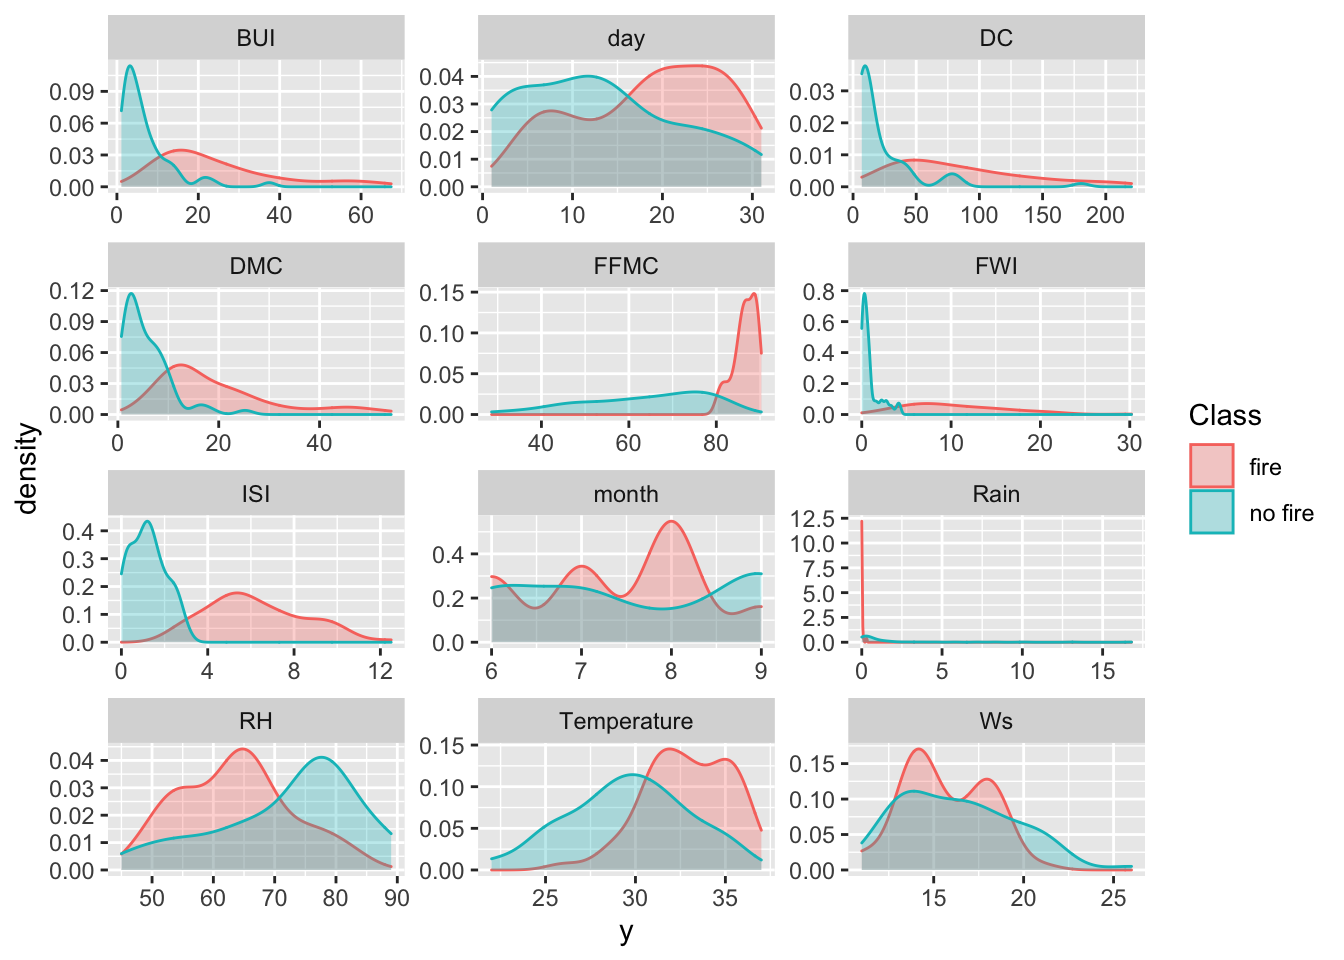 BUI day DC
0.09 0.06 0.03 0.00
0.04 0.03 0.02 0.01 0.00
0.03 0.02 0.01 0.00
0 20 40 60
0 10 20 30
0 50 100 150 200
DMC FFMC FWI
0.12 0.09 0.06 0.03 0.00
0.15 0.10 0.05 0.00
0.8 0.6 0.4 0.2 0.0
0 20 40
40 60 80
0 10 20 30
density
ISI month Rain
0.4 0.3 0.2 0.1 0.0
0.4 0.2 0.0
12.5 10.0 7.5 5.0 2.5 0.0
0 4 8 12
6 7 8 9
0 5 10 15
RH Temperature Ws
0.04 0.03 0.02 0.01 0.00
0.15 0.10 0.05 0.00
0.15 0.10 0.05 0.00
50 60 70 80 90
25 30 35
15 20 25
y
Class
fire
no fire